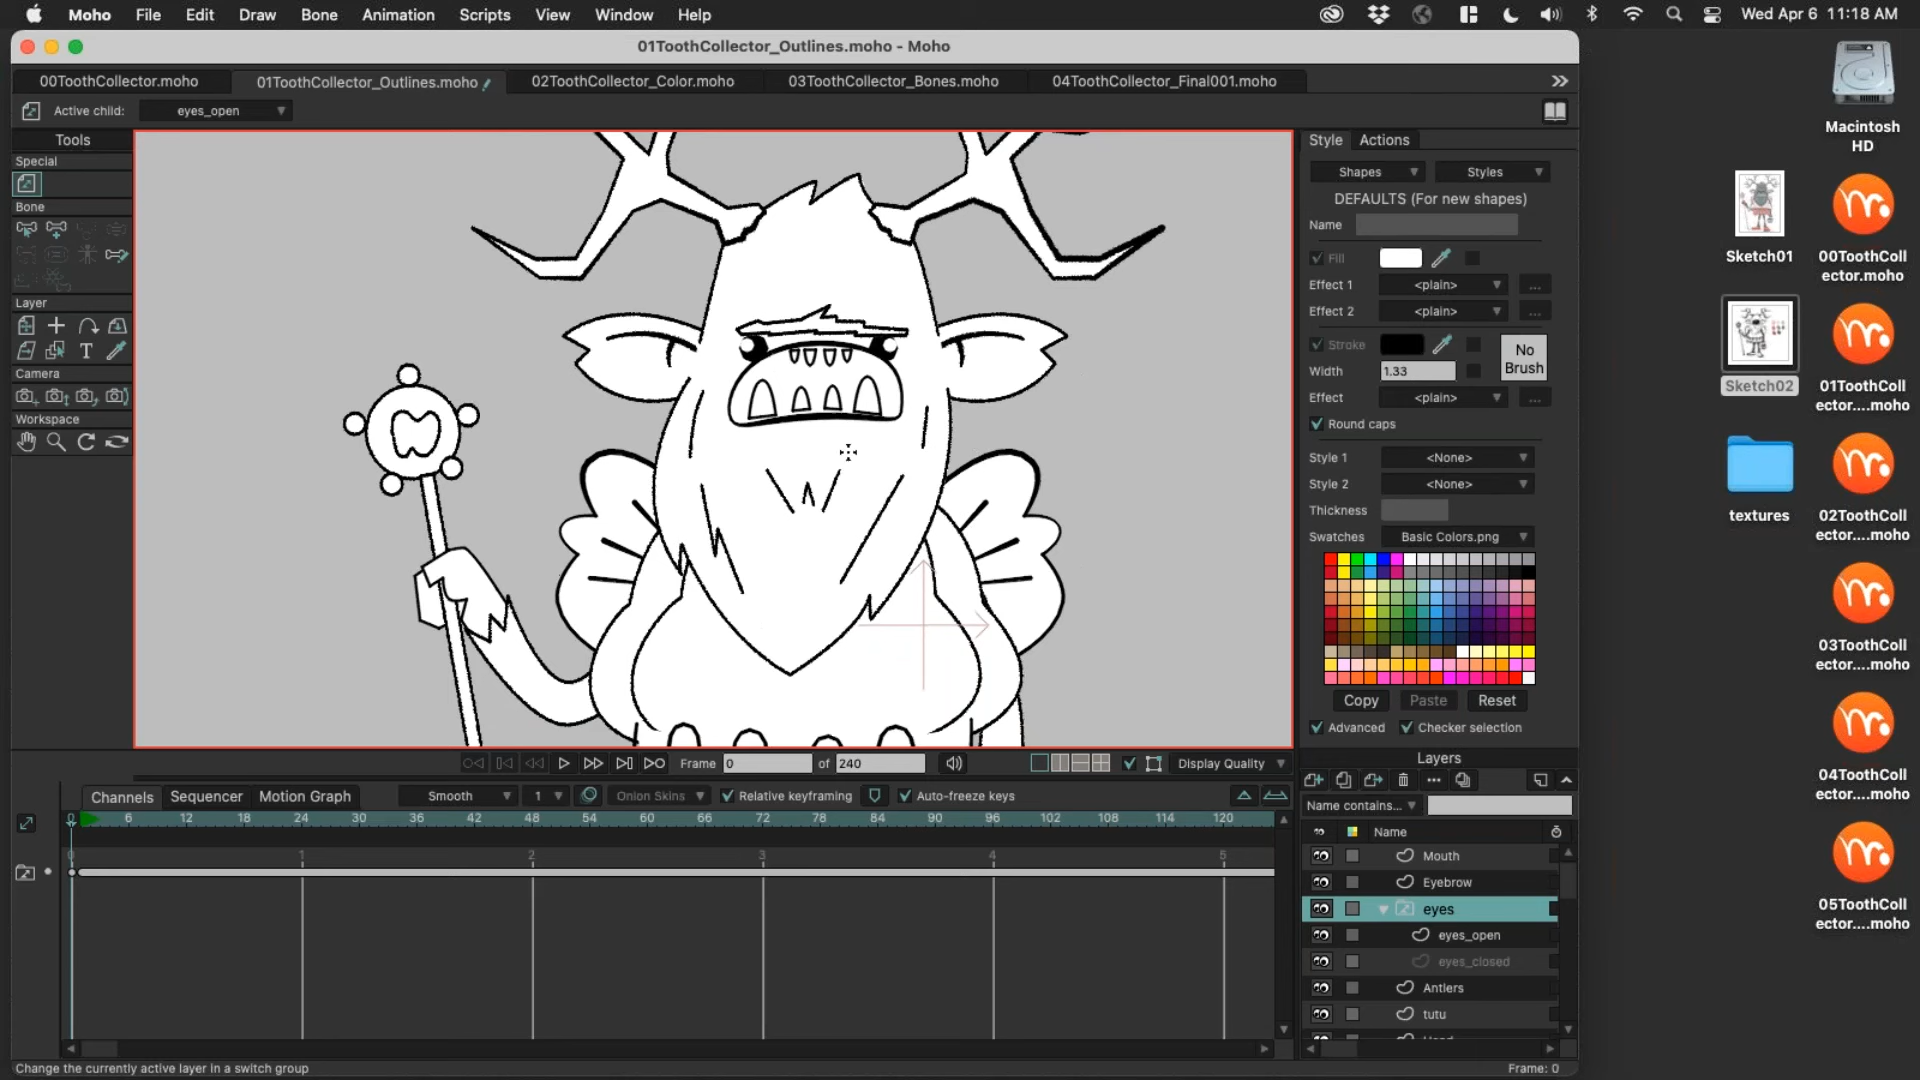 Moho File Edit Draw Bone Animation Scripts View Window Help
Wed Apr 6 11:18 AM
01ToothCollector_Outlines.moho - Moho
00ToothCollector.moho
01ToothCollector_Outlines.moho
02ToothCollector_Color.moho
03ToothCollector_Bones.moho
04ToothCollector_Final001.moho
Active child: eyes_open
Tools
Special
Bone
Layer
Camera
Workspace
Style Actions
Shapes Styles
DEFAULTS (For new shapes)
Name
Fill
Effect 1 <plain> ...
Effect 2 <plain> ...
Stroke
No Brush
Width 1.33
Effect <plain> ...
Round caps
Style 1 <None>
Style 2 <None>
Thickness
Swatches Basic Colors.png
Copy Paste Reset
Advanced Checker selection
Frame 0 of 240
Display Quality
Channels Sequencer Motion Graph
Smooth 1 Onion Skins Relative keyframing Auto-freeze keys
6 12 18 24 30 36 42 48 54 60 66 72 78 84 90 96 102 108 114 120
0 1 2 3 4 5
Layers
Name contains...
Name
Mouth
Eyebrow
eyes
eyes_open
eyes_closed
Antlers
tutu
Change the currently active layer in a switch group
Frame: 0
Macintosh
HD
Sketch01
00ToothColl
ector.moho
Sketch02
01ToothColl
ector....moho
textures
02ToothColl
ector....moho
03ToothColl
ector....moho
04ToothColl
ector....moho
05ToothColl
ector....moho